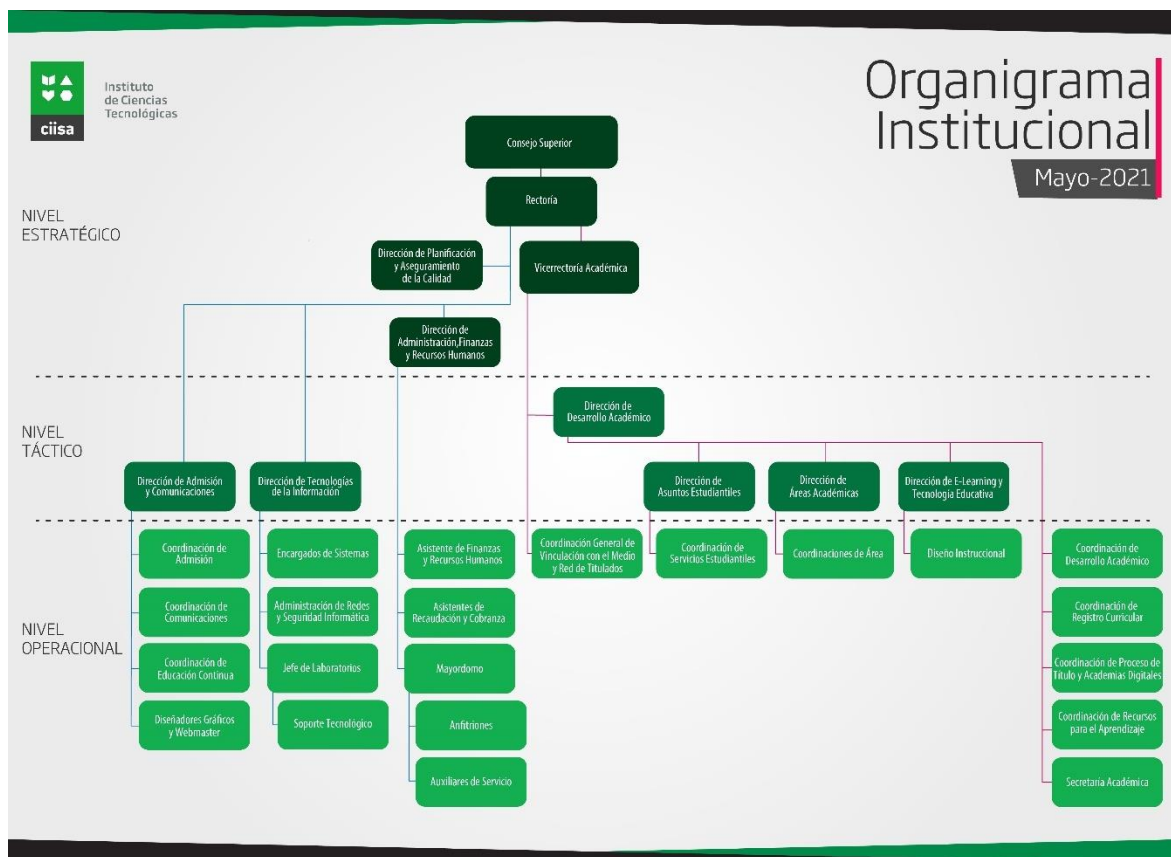 ciisa
Instituto
de Ciencias
Tecnológicas
Organigrama
Institucional
Mayo-2021
NIVEL
ESTRATÉGICO
Consejo Superior
Rectoría
Dirección de Planificación
y Aseguramiento
de la Calidad
Vicerrectoría Académica
Dirección de
Administración,Finanzas
y Recursos Humanos
NIVEL
TÁCTICO
Dirección de
Desarrollo Académico
Dirección de Admisión
y Comunicaciones
Dirección de Tecnologías
de la Información
Dirección de
Asuntos Estudiantiles
Dirección de
Áreas Académicas
Dirección de E-Learning y
Tecnología Educativa
NIVEL
OPERACIONAL
Coordinación de
Admisión
Coordinación de
Comunicaciones
Coordinación de
Educación Continua
Diseñadores Gráficos
y Webmaster
Encargados de Sistemas
Administración de Redes
y Seguridad Informática
Jefe de Laboratorios
Soporte Tecnológico
Asistente de Finanzas
y Recursos Humanos
Asistentes de
Recaudación y Cobranza
Mayordomo
Anfitriones
Auxiliares de Servicio
Coordinación General de
Vinculación con el Medio
y Red de Titulados
Coordinación de
Servicios Estudiantiles
Coordinaciones de Área
Diseño Instruccional
Coordinación de
Desarrollo Académico
Coordinación de
Registro Curricular
Coordinación de Proceso de
Título y Academias Digitales
Coordinación de Recursos
para el Aprendizaje
Secretaría Académica